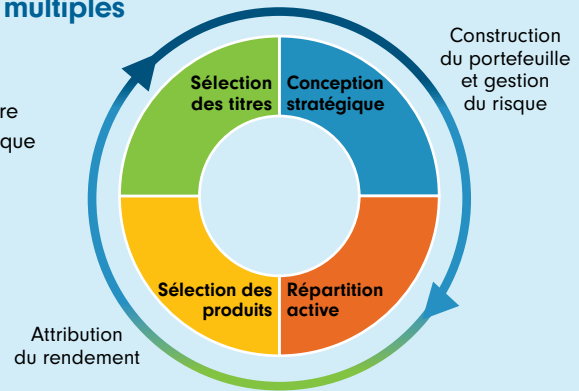 multiples
Construction
du portefeuille
et gestion
du risque
re
que
Sélection
des titres
Conception
stratégique
Sélection des
produits
Répartition
active
Attribution
du rendement